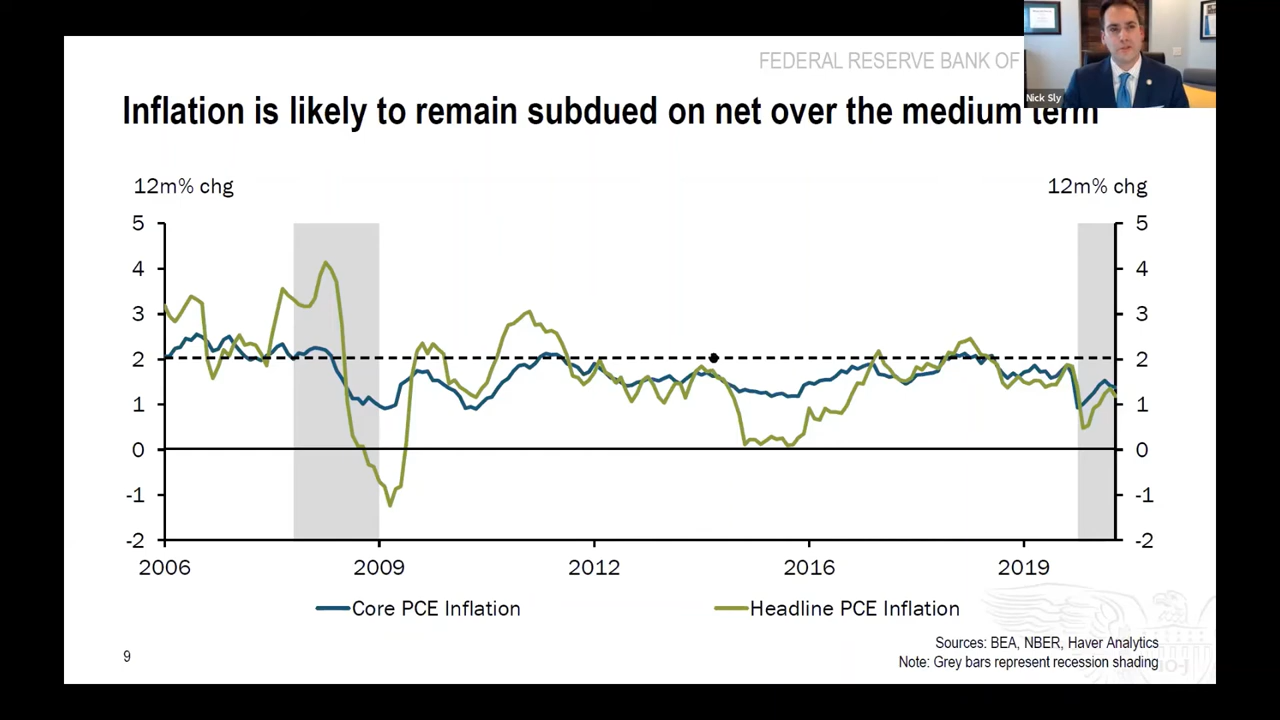 FEDERAL RESERVE BANK OF
Nick Sly
Inflation is likely to remain subdued on net over the medium term
12m% chg
12m% chg
5
4
3
2
1
0
-1
-2
5
4
3
2
1
0
-1
-2
2006
2009
2012
2016
2019
Core PCE Inflation
Headline PCE Inflation
Sources: BEA, NBER, Haver Analytics
Note: Grey bars represent recession shading
9
10-J